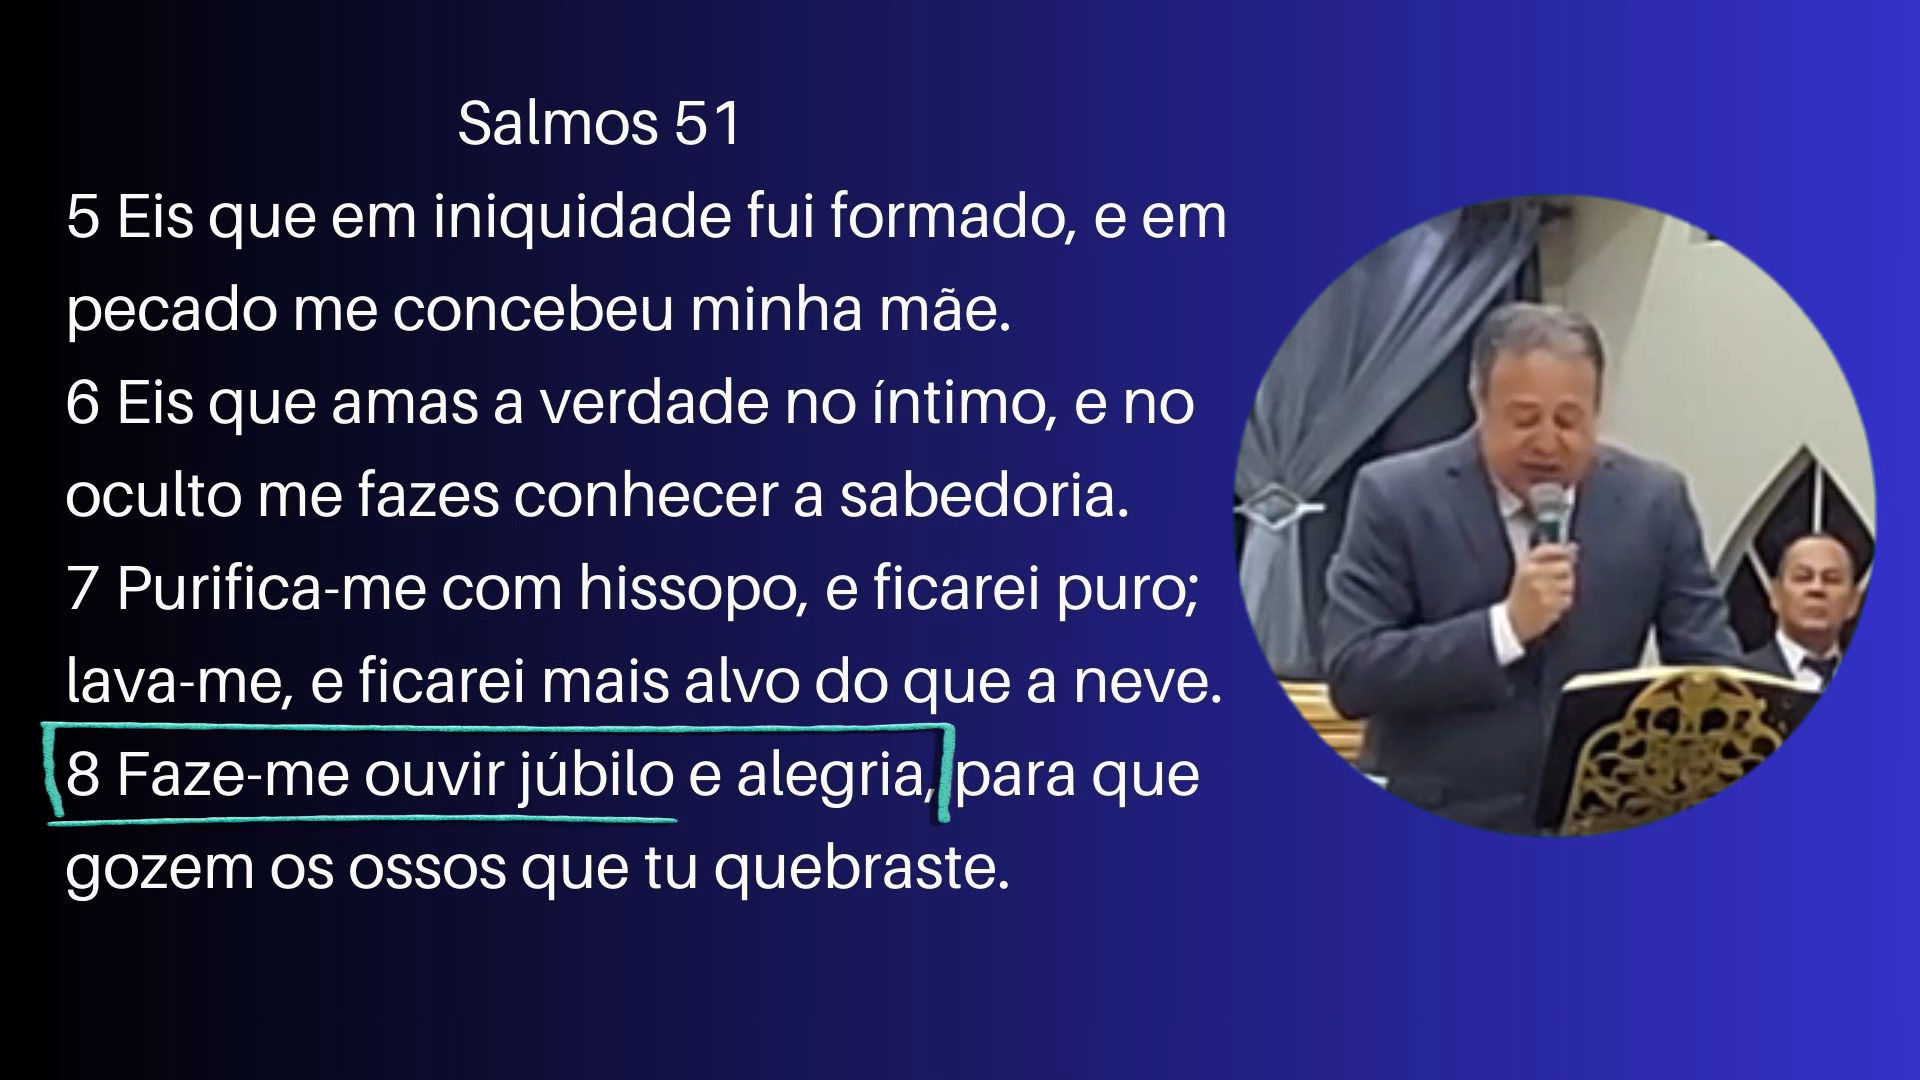 Salmos 51
5 Eis que em iniquidade fui formado, e em
pecado me concebeu minha mãe.
6 Eis que amas a verdade no íntimo, e no
oculto me fazes conhecer a sabedoria.
7 Purifica-me com hissopo, e ficarei puro;
lava-me, e ficarei mais alvo do que a neve.
8 Faze-me ouvir júbilo e alegria, para que
gozem os ossos que tu quebraste.